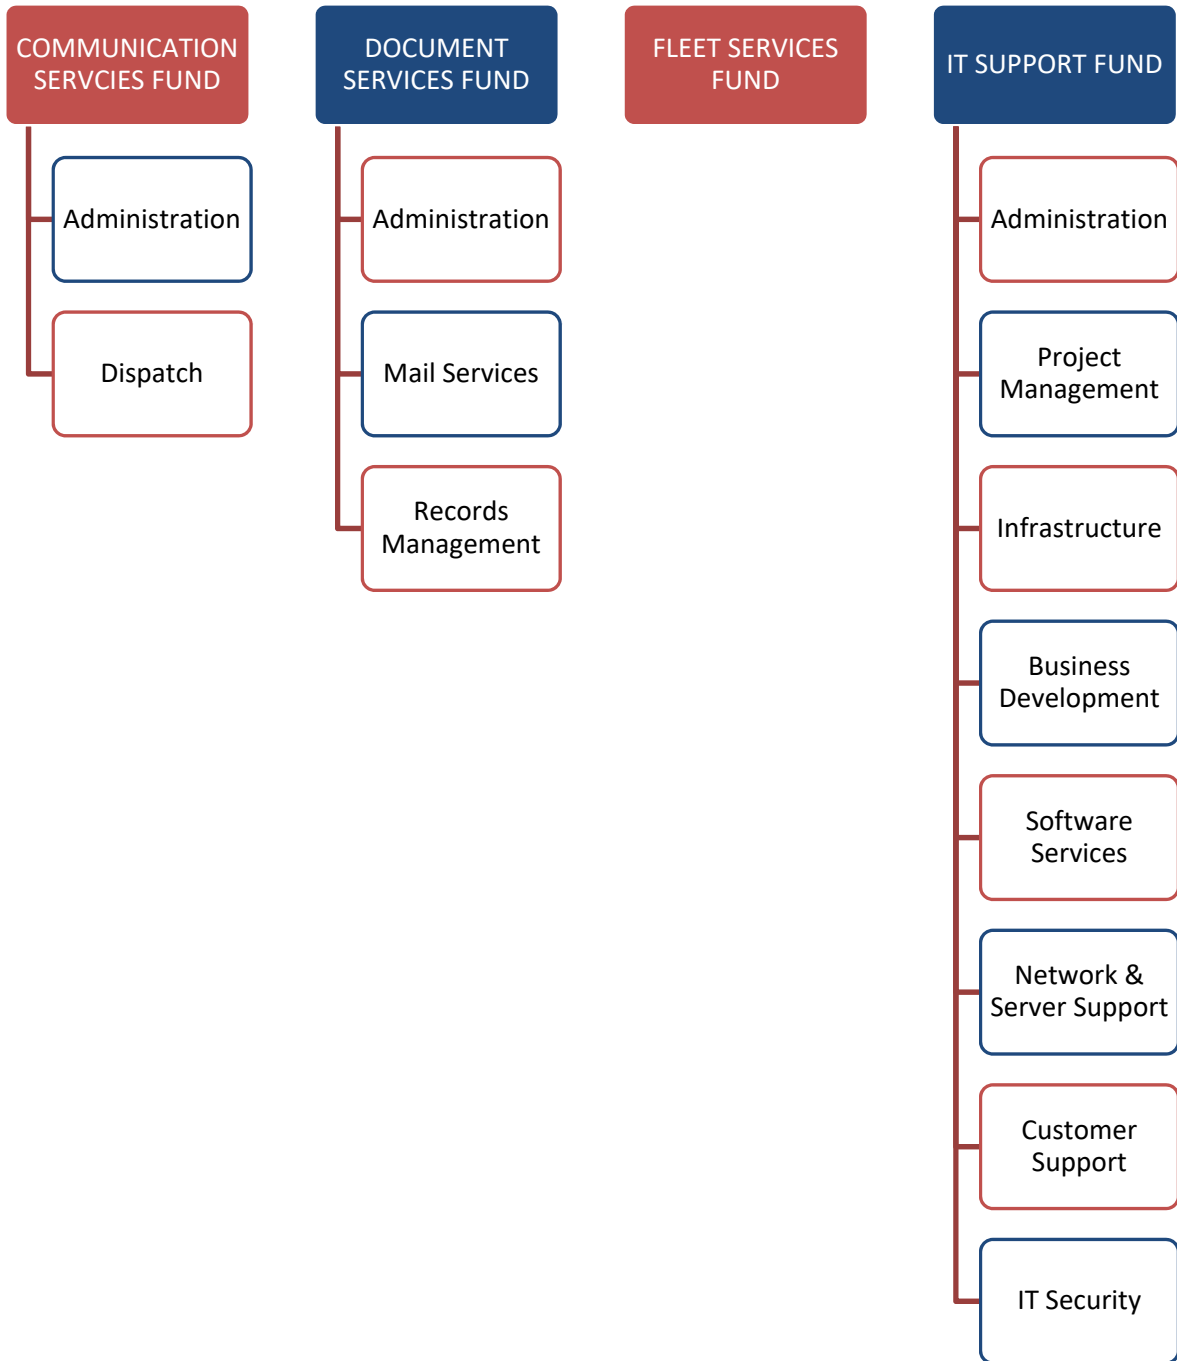 COMMUNICATION
SERVCIES FUND
Administration
Dispatch
DOCUMENT
SERVICES FUND
Administration
Mail Services
Records
Management
FLEET SERVICES
FUND
IT SUPPORT FUND
Administration
Project
Management
Infrastructure
Business
Development
Software
Services
Network &
Server Support
Customer
Support
IT Security